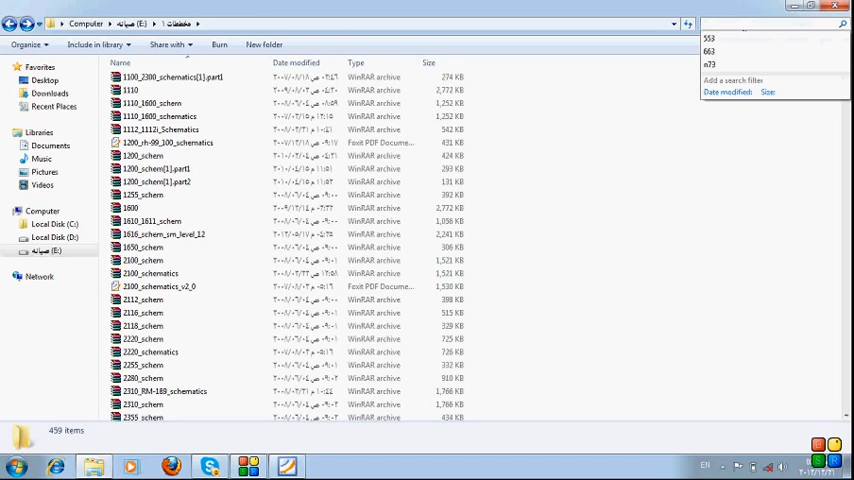 Computer ▸ صيانه (E:) ▸ مخططات ١ ▸
Organize ▾ Include in library ▾ Share with ▾ Burn New folder
553
663
n73
Add a search filter
Date modified: Size:
Favorites
Desktop
Downloads
Recent Places
Libraries
Documents
Music
Pictures
Videos
Computer
Local Disk (C:)
Local Disk (D:)
صيانه (E:)
Network
Name Date modified Type Size
1100_2300_schematics[1].part1 WinRAR archive 274 KB
1110 WinRAR archive 2,772 KB
1110_1600_schem WinRAR archive 1,252 KB
1110_1600_schematics WinRAR archive 1,252 KB
1112_1112i_Schematics WinRAR archive 542 KB
1200_rh-99_100_schematics Foxit PDF Docume... 431 KB
1200_schem WinRAR archive 424 KB
1200_schem[1].part1 WinRAR archive 293 KB
1200_schem[1].part2 WinRAR archive 131 KB
1255_schem WinRAR archive 392 KB
1600 WinRAR archive 2,772 KB
1610_1611_schem WinRAR archive 1,056 KB
1616_schem_sm_level_12 WinRAR archive 2,241 KB
1650_schem WinRAR archive 306 KB
2100_schem WinRAR archive 1,521 KB
2100_schematics WinRAR archive 1,521 KB
2100_schematics_v2_0 Foxit PDF Docume... 1,530 KB
2112_schem WinRAR archive 398 KB
2116_schem WinRAR archive 515 KB
2118_schem WinRAR archive 329 KB
2220_schem WinRAR archive 725 KB
2220_schematics WinRAR archive 726 KB
2255_schem WinRAR archive 332 KB
2280_schem WinRAR archive 910 KB
2310_RM-189_schematics WinRAR archive 1,766 KB
2310_schem WinRAR archive 1,766 KB
2355_schem WinRAR archive 434 KB
459 items
EN